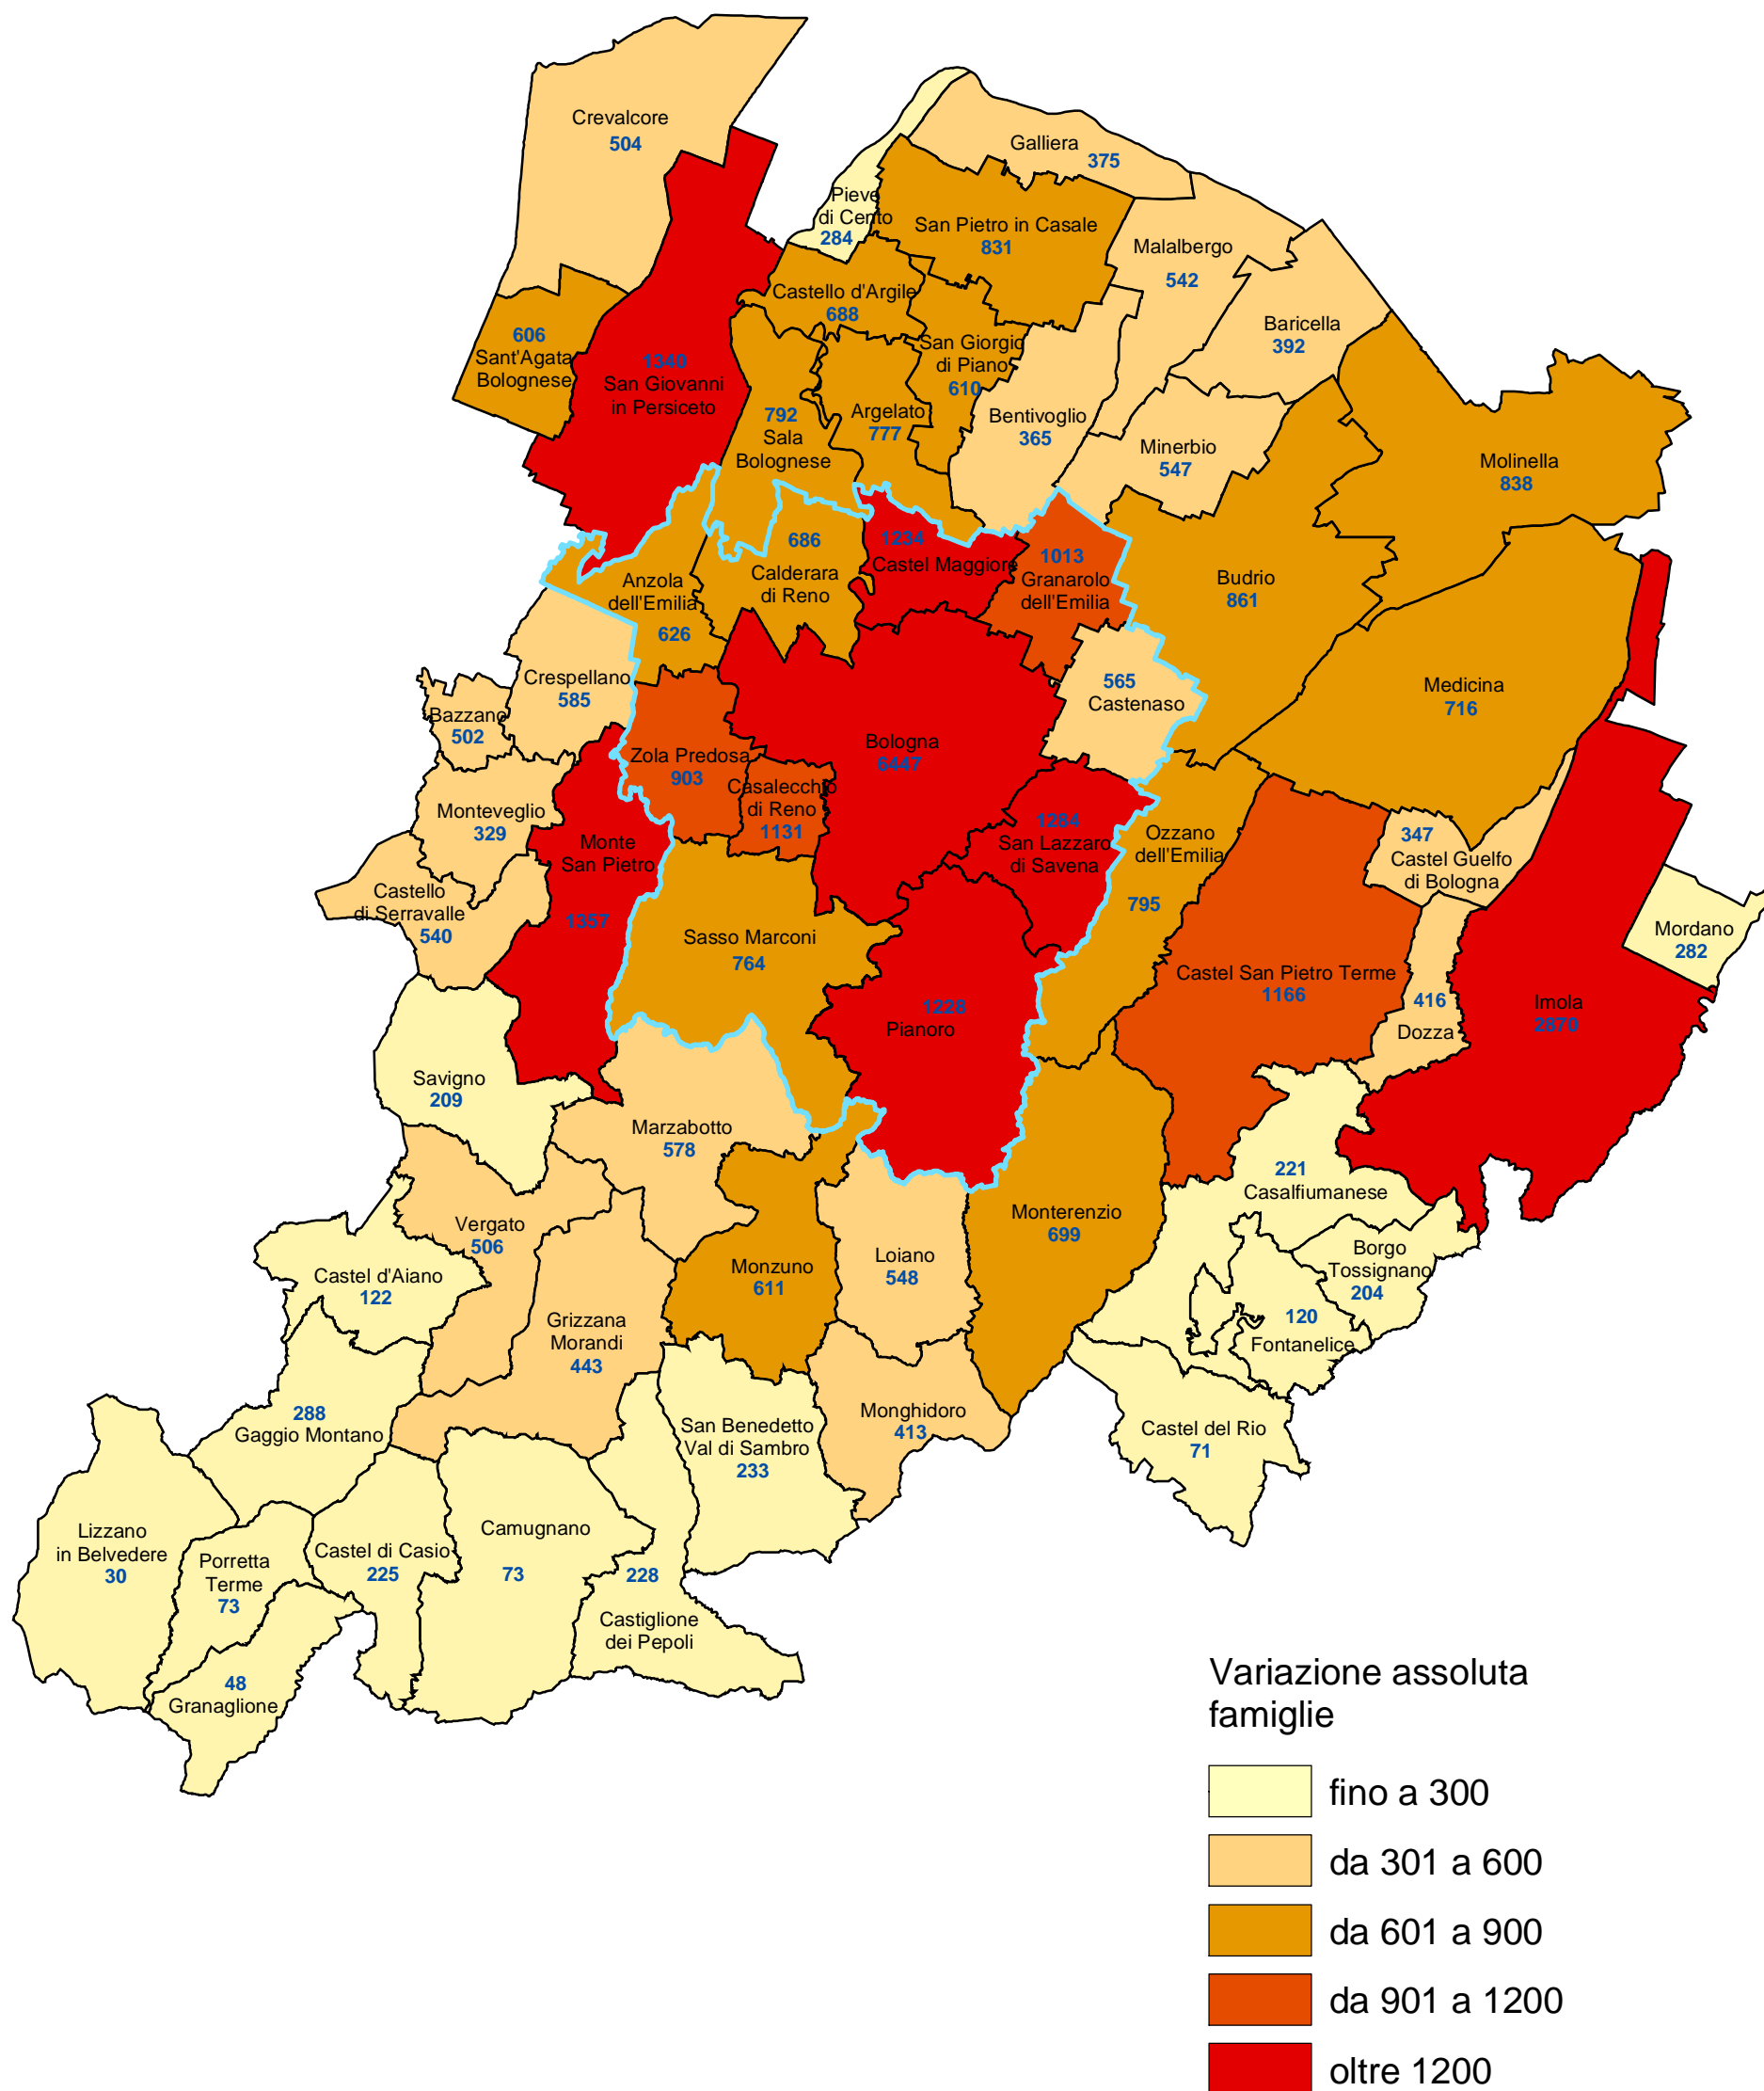 Crevalcore
504
Galliera
375
Pieve
di Cento
284
San Pietro in Casale
831
Malalbergo
542
Castello d'Argile
688
Baricella
392
606
Sant'Agata
Bolognese
1340
San Giovanni
in Persiceto
San Giorgio
di Piano
610
792
Sala
Bolognese
Argelato
777
Bentivoglio
365
Minerbio
547
Molinella
838
686
Calderara
di Reno
1234
Castel Maggiore
1013
Granarolo
dell'Emilia
Anzola
dell'Emilia
626
Budrio
861
Crespellano
585
565
Castenaso
Medicina
716
Bazzano
502
Zola Predosa
903
Bologna
6447
Casalecchio
di Reno
1131
Monteveglio
329
Monte
San Pietro
1357
1284
San Lazzaro
di Savena
Ozzano
dell'Emilia
795
347
Castel Guelfo
di Bologna
Castello
di Serravalle
540
Sasso Marconi
764
Mordano
282
Castel San Pietro Terme
1166
416
Dozza
Imola
2870
1228
Pianoro
Savigno
209
Marzabotto
578
221
Casalfiumanese
Vergato
506
Monterenzio
699
Borgo
Tossignano
204
Castel d'Aiano
122
Monzuno
611
Loiano
548
Grizzana
Morandi
443
120
Fontanelice
288
Gaggio Montano
San Benedetto
Val di Sambro
233
Monghidoro
413
Castel del Rio
71
Lizzano
in Belvedere
30
Porretta
Terme
73
Castel di Casio
225
Camugnano
73
228
Castiglione
dei Pepoli
48
Granaglione
Variazione assoluta
famiglie
fino a 300
da 301 a 600
da 601 a 900
da 901 a 1200
oltre 1200